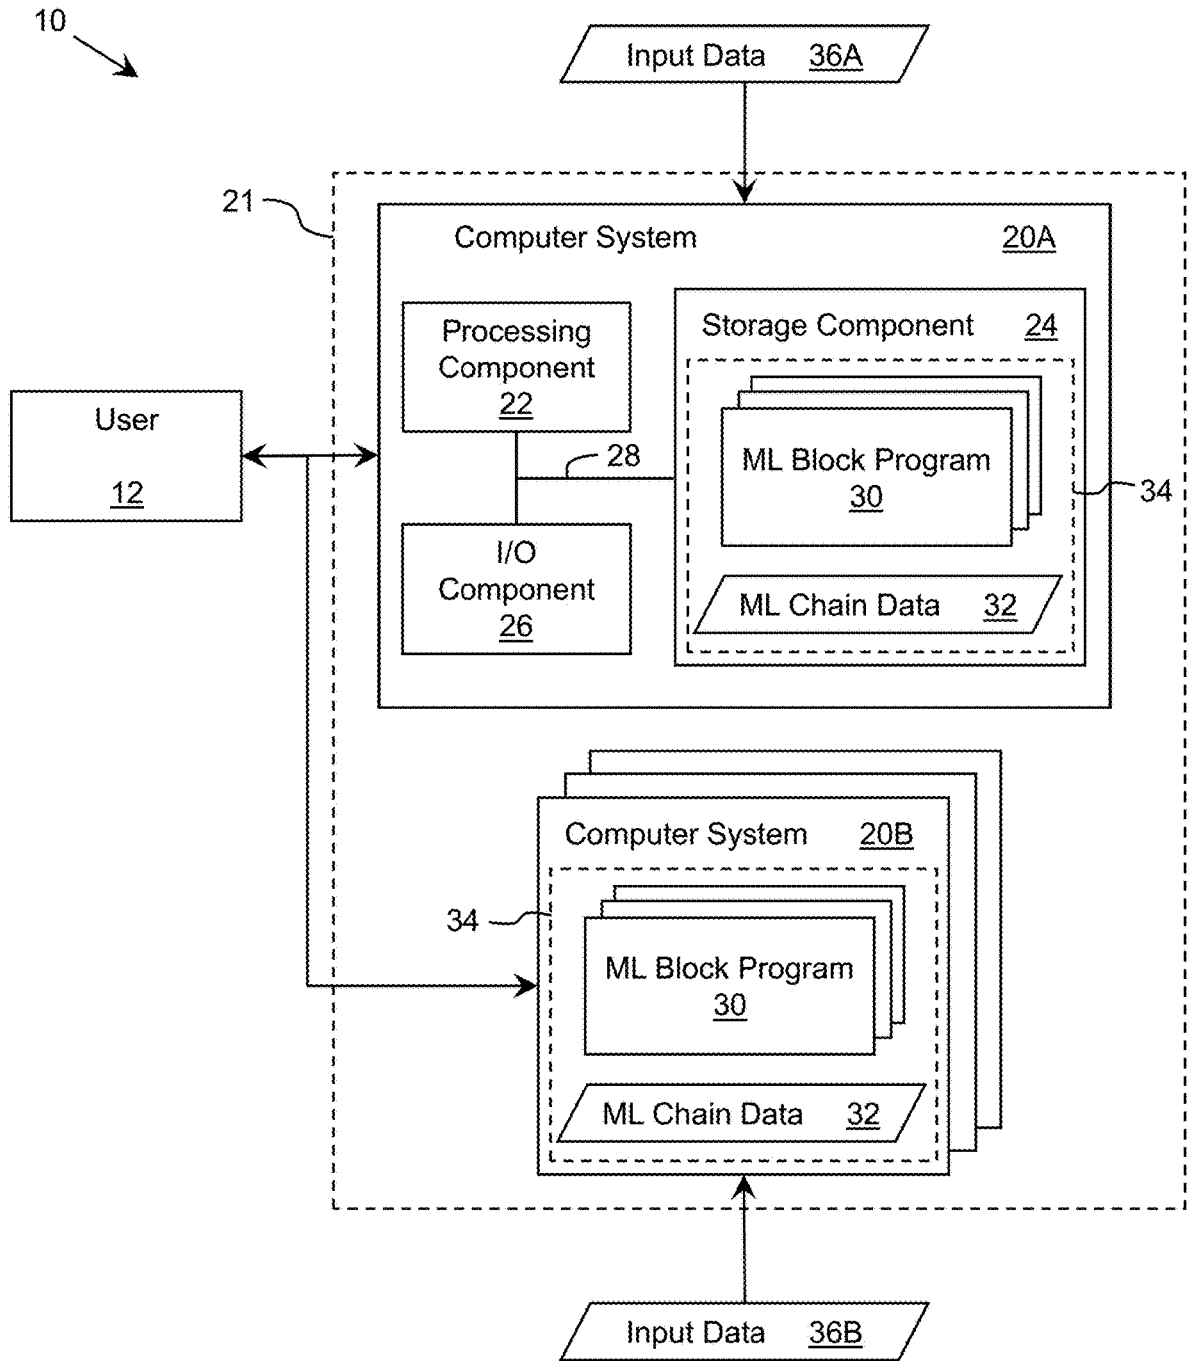 10
Input Data 36A
21
Computer System 20A
Processing
Component
22
Storage Component 24
User
12
28
ML Block Program
30
34
I/O
Component
26
ML Chain Data 32
Computer System 20B
34
ML Block Program
30
ML Chain Data 32
Input Data 36B